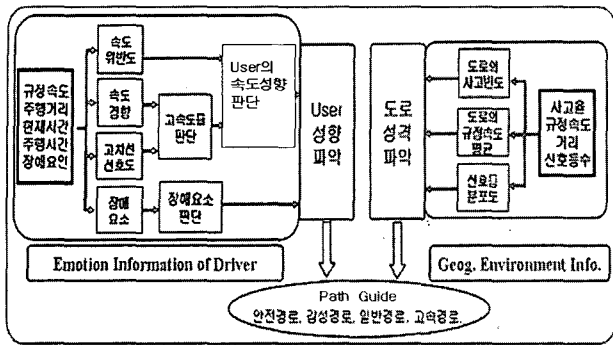 규정속도
주행거리
현재시간
주행시간
장애요인
속도
위반도
속도
경향
고차선
선호도
장애
요소
고속도로
판단
장애요소
판단
User의
속도성향
판단
User
성향
파악
도로
성격
파악
도로의
사고빈도
도로의
규정속도
평균
신호등
분포도
사고율
규정속도
거리
신호등수
Emotion Information of Driver
Geog. Environment Info.
Path Guide
안전경로, 감성경로, 일반경로, 고속경로.